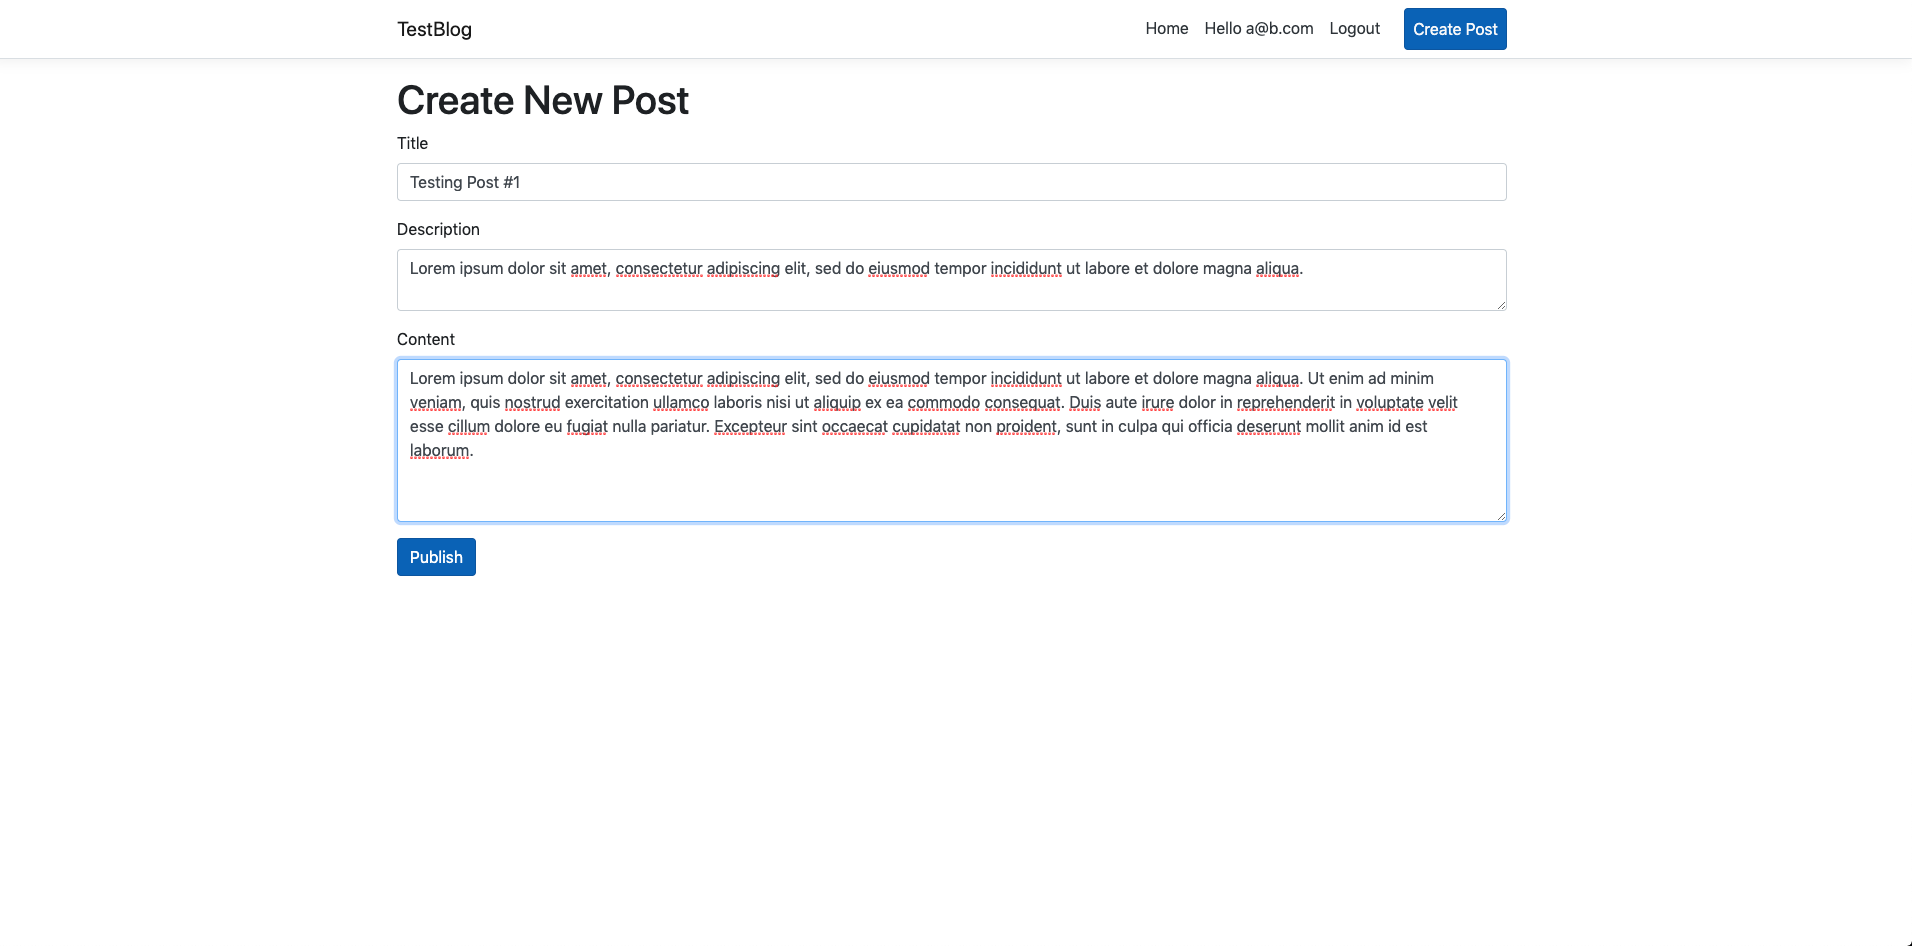 TestBlog
Home Hello a@b.com Logout Create Post
Create New Post
Title
Testing Post #1
Description
Lorem ipsum dolor sit amet, consectetur adipiscing elit, sed do eiusmod tempor incididunt ut labore et dolore magna aliqua.
Content
Lorem ipsum dolor sit amet, consectetur adipiscing elit, sed do eiusmod tempor incididunt ut labore et dolore magna aliqua. Ut enim ad minim
veniam, quis nostrud exercitation ullamco laboris nisi ut aliquip ex ea commodo consequat. Duis aute irure dolor in reprehenderit in voluptate velit
esse cillum dolore eu fugiat nulla pariatur. Excepteur sint occaecat cupidatat non proident, sunt in culpa qui officia deserunt mollit anim id est
laborum.
Publish